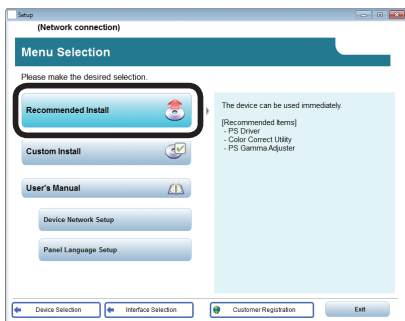 Setup
(Network connection)
Menu Selection
Please make the desired selection.
Recommended Install
The device can be used immediately.
[Recommended Items]
- PS Driver
- Color Correct Utility
- PS Gamma Adjuster
Custom Install
User's Manual
Device Network Setup
Panel Language Setup
Device Selection
Interface Selection
Customer Registration
Exit